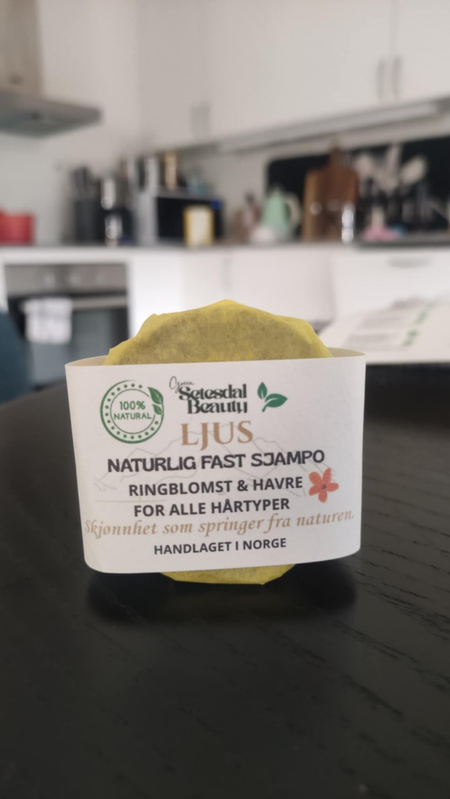 100%
NATURAL
Green
Setesdal
Beauty
LJUS
NATURLIG FAST SJAMPO
RINGBLOMST & HAVRE
FOR ALLE HÅRTYPER
Skjønnhet som springer fra naturen.
HANDLAGET I NORGE